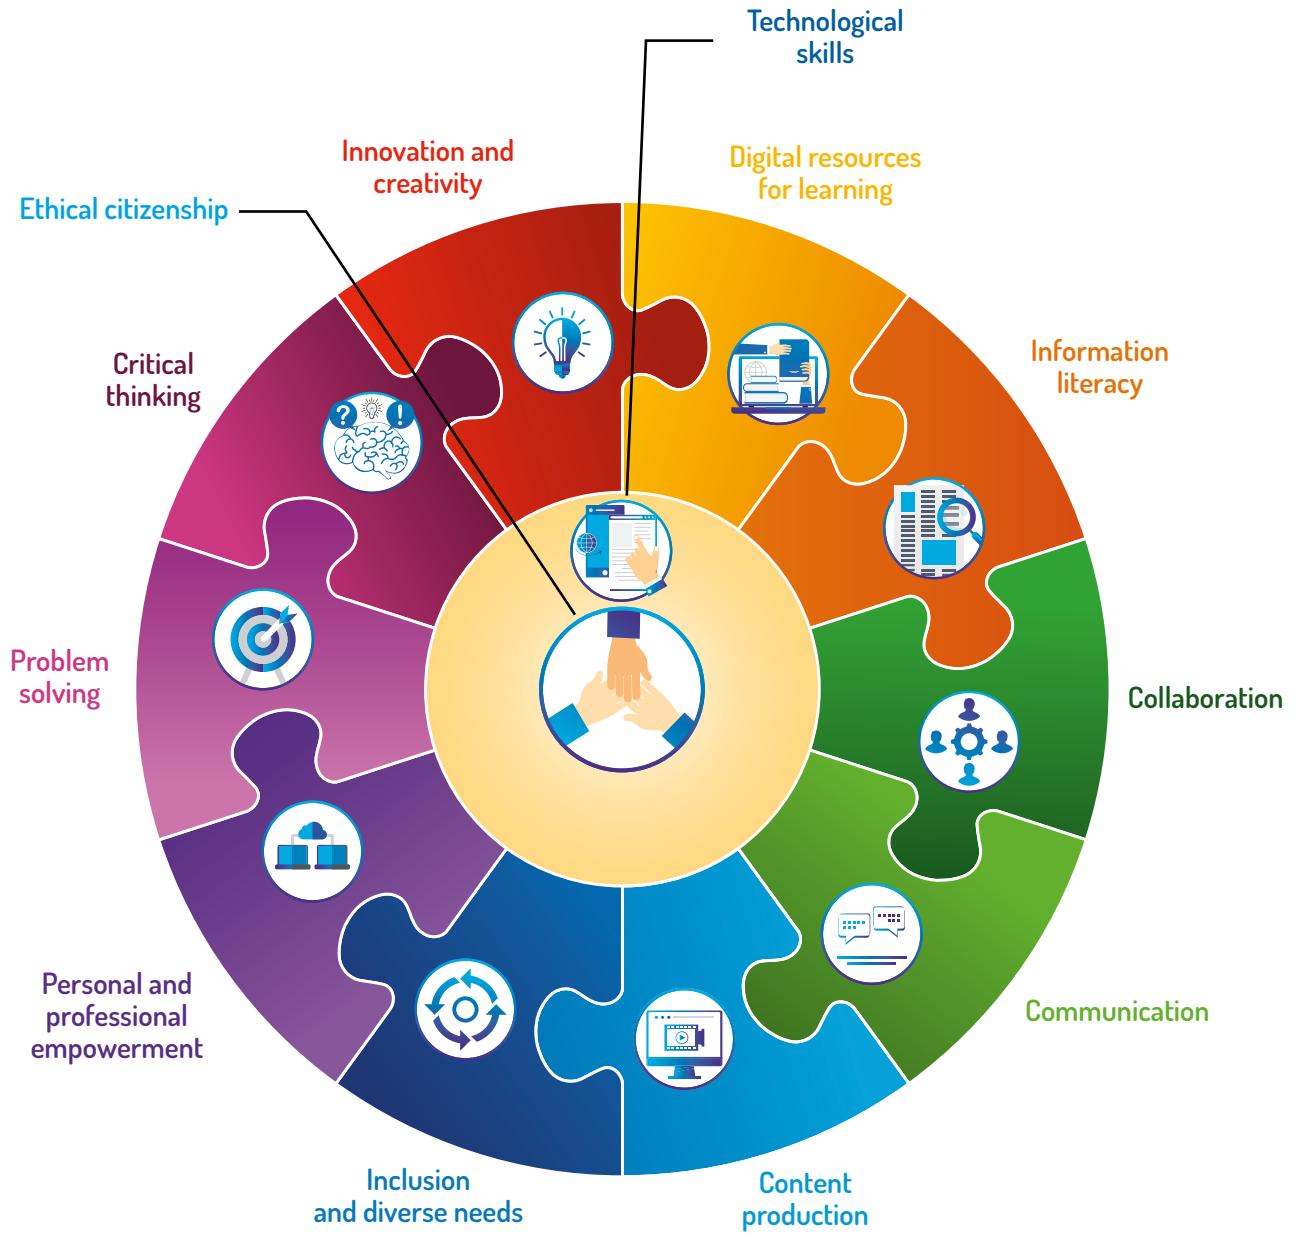 Technological
skills
Innovation and
creativity
Digital resources
for learning
Ethical citizenship
Critical
thinking
Information
literacy
?
!
Problem
solving
Collaboration
Personal and
professional
empowerment
Communication
Inclusion
and diverse needs
Content
production